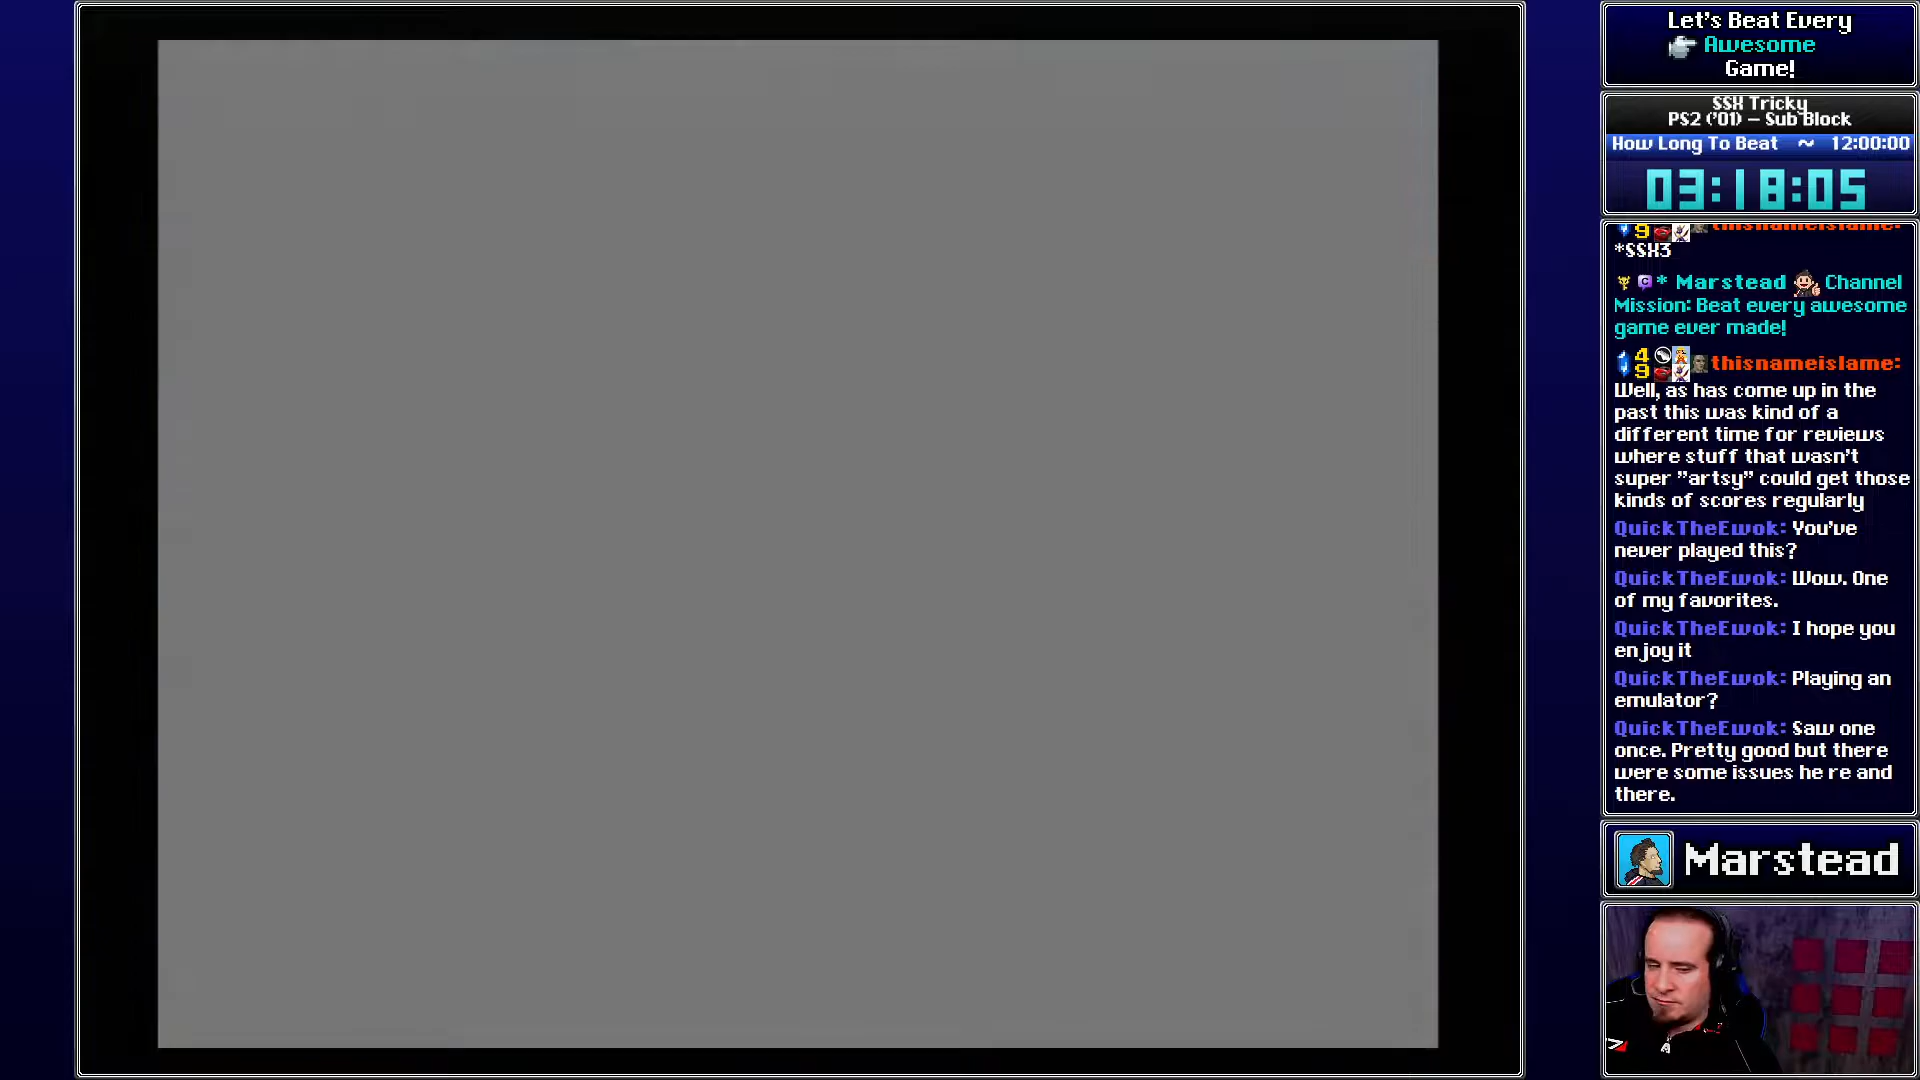 Let's Beat Every
Awesome
Game!
SSX Tricky
PS2 ('01) – Sub Block
How Long To Beat ~ 12:00:00
03:18:05
thisnameislame:
*SSX3
* Marstead Channel
Mission: Beat every awesome
game ever made!
thisnameislame:
Well, as has come up in the
past this was kind of a
different time for reviews
where stuff that wasn't
super "artsy" could get those
kinds of scores regularly
QuickTheEwok: You've
never played this?
QuickTheEwok: Wow. One
of my favorites.
QuickTheEwok: I hope you
enjoy it
QuickTheEwok: Playing an
emulator?
QuickTheEwok: Saw one
once. Pretty good but there
were some issues he re and
there.
Marstead